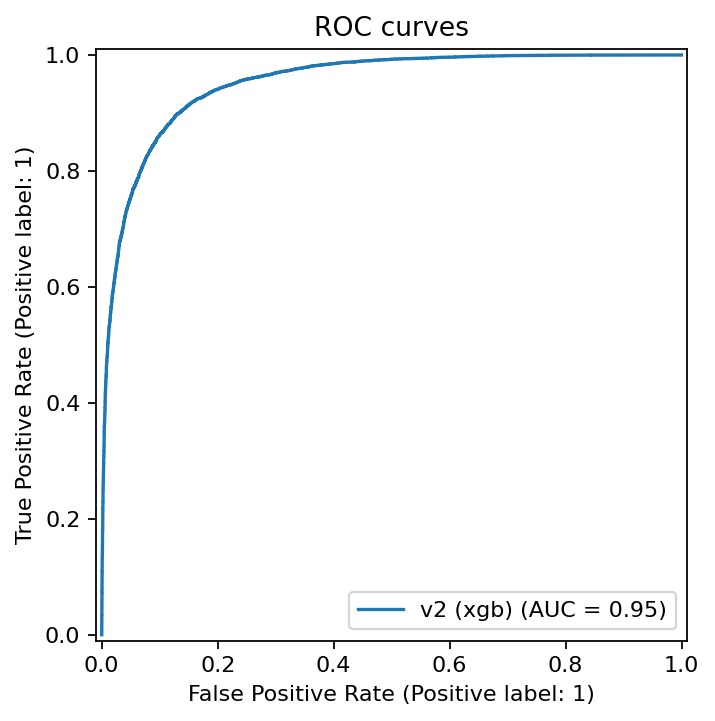 ROC curves
1.0
0.8
0.6
0.4
0.2
0.0
True Positive Rate (Positive label: 1)
v2 (xgb) (AUC = 0.95)
0.0 0.2 0.4 0.6 0.8 1.0
False Positive Rate (Positive label: 1)